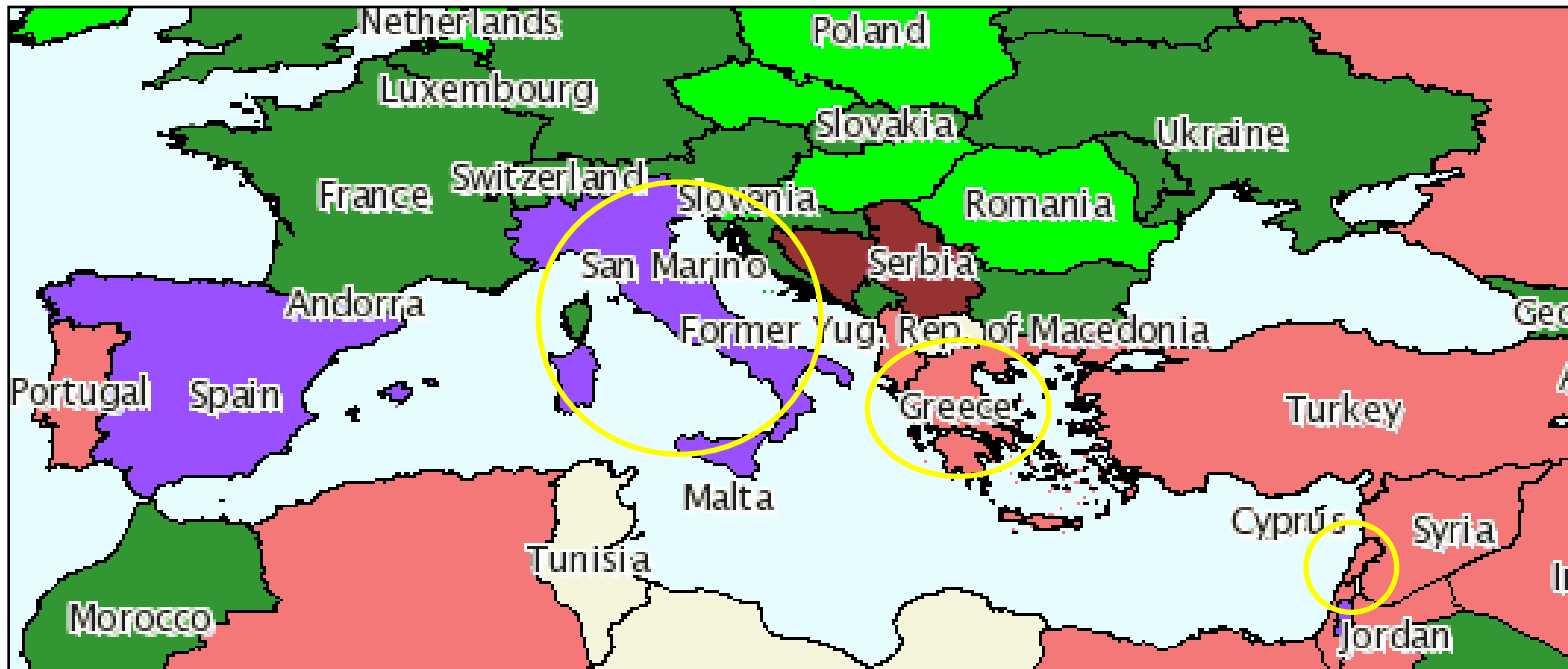 Netherlands
Poland
Luxembourg
Slovakia
Ukraine
Switzerland
France
Slovenia
Romania
San Marino
Serbia
Andorra
Former Yug. Rep. of Macedonia
Portugal
Spain
Greece
Turkey
Malta
Cyprus
Syria
Tunisia
Morocco
Jordan